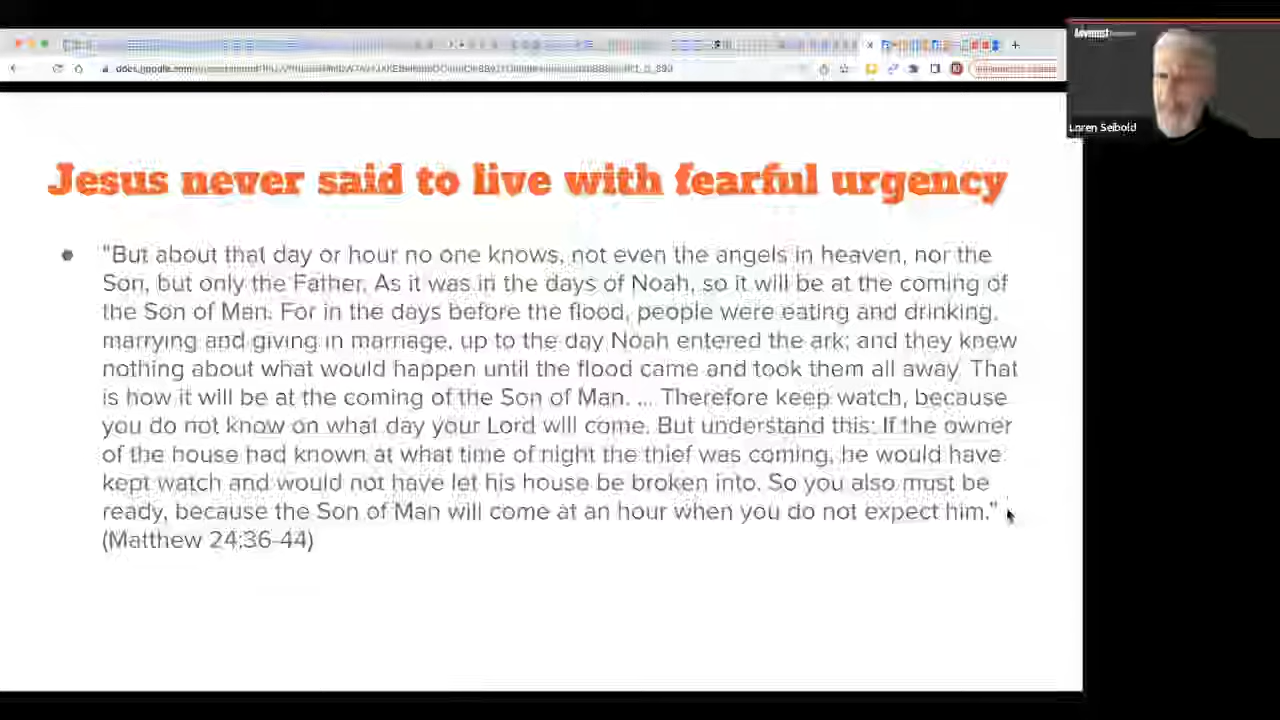 docs.google.com
Adventist
Loren Seibold
Jesus never said to live with fearful urgency
"But about that day or hour no one knows, not even the angels in heaven, nor the
Son, but only the Father. As it was in the days of Noah, so it will be at the coming of
the Son of Man. For in the days before the flood, people were eating and drinking,
marrying and giving in marriage, up to the day Noah entered the ark; and they knew
nothing about what would happen until the flood came and took them all away. That
is how it will be at the coming of the Son of Man. ... Therefore keep watch, because
you do not know on what day your Lord will come. But understand this: If the owner
of the house had known at what time of night the thief was coming, he would have
kept watch and would not have let his house be broken into. So you also must be
ready, because the Son of Man will come at an hour when you do not expect him."
(Matthew 24:36-44)